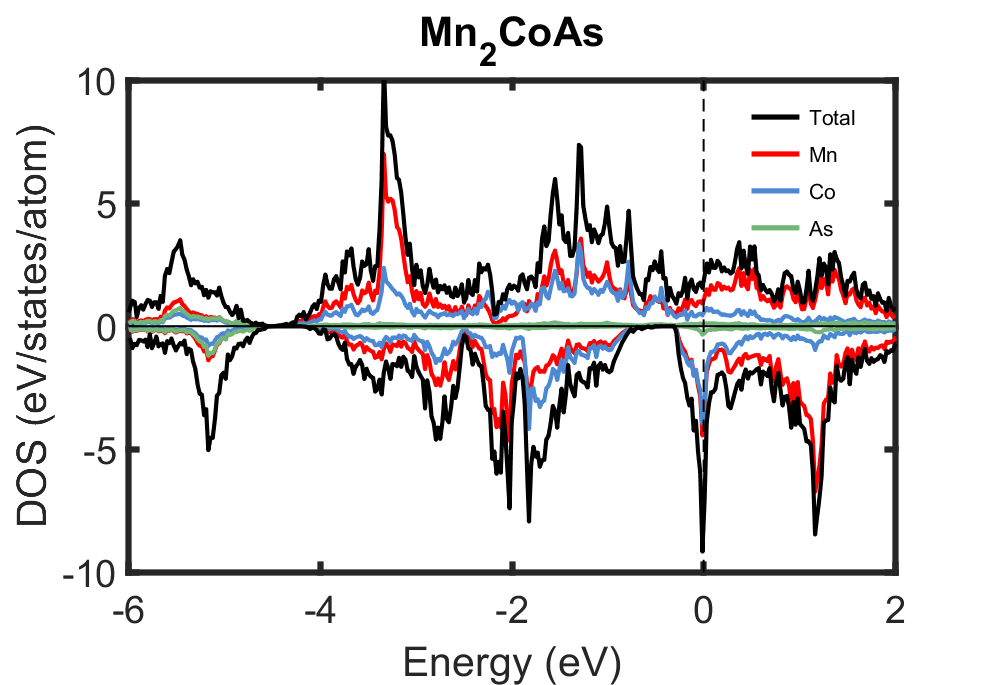 Mn2CoAs
DOS (eV/states/atom)
10
5
0
-5
-10
Total
Mn
Co
As
-6
-4
-2
0
2
Energy (eV)